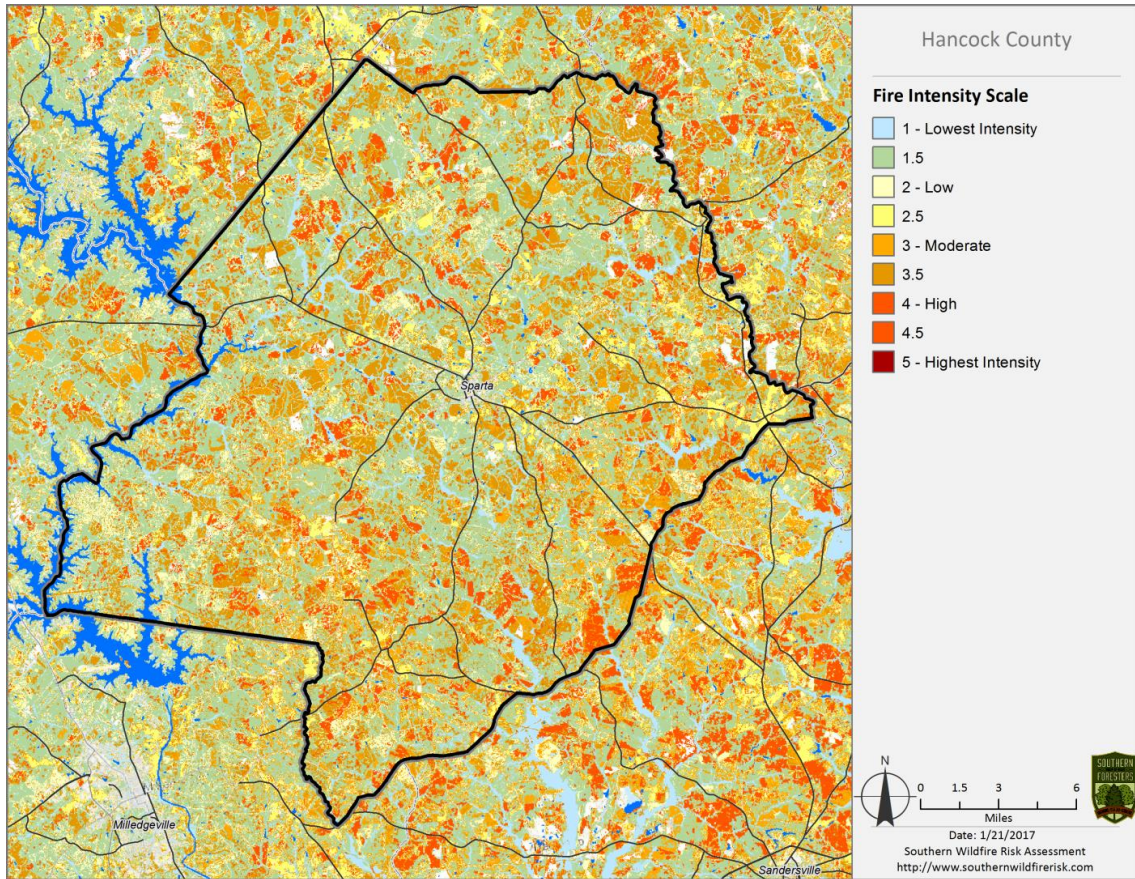 Hancock County
Fire Intensity Scale
1 - Lowest Intensity
1.5
2 - Low
2.5
3 - Moderate
3.5
4 - High
4.5
5 - Highest Intensity
Sparta
Milledgeville
Sandersville
N
0 1.5 3 6
Miles
SOUTHERN
FORESTERS
Date: 1/21/2017
Southern Wildfire Risk Assessment
http://www.southernwildfirerisk.com